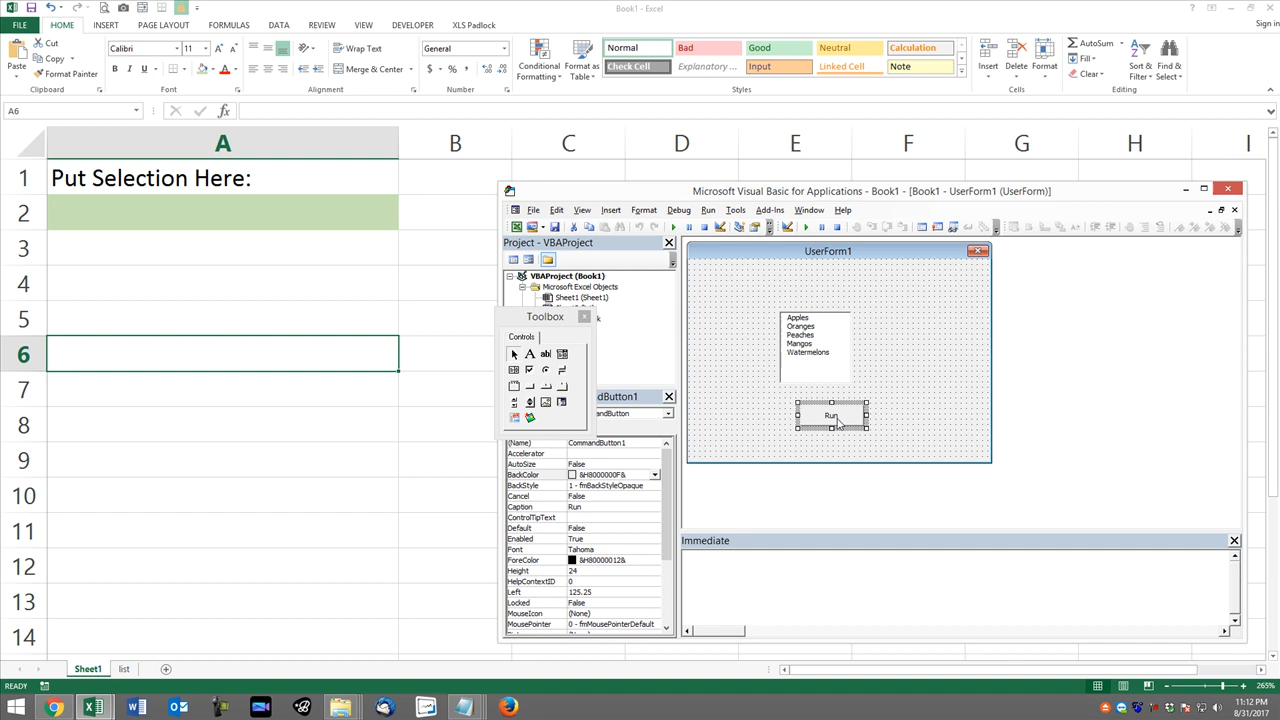 Book1 - Excel
Sign in
FILE HOME INSERT PAGE LAYOUT FORMULAS DATA REVIEW VIEW DEVELOPER XLS Padlock
Paste
Cut
Copy
Format Painter
Clipboard
Calibri 11
B I U
Font
Wrap Text
Merge & Center
Alignment
General
$ % ,
Number
Conditional Formatting
Format as Table
Normal Bad Good Neutral Calculation
Check Cell Explanatory ... Input Linked Cell Note
Styles
Insert Delete Format
Cells
AutoSum
Fill
Clear
Sort & Filter
Find & Select
Editing
A6
fx
A B C D E F G H I
1 Put Selection Here:
2
3
4
5
6
7
8
9
10
11
12
13
14
Microsoft Visual Basic for Applications - Book1 - [Book1 - UserForm1 (UserForm)]
File Edit View Insert Format Debug Run Tools Add-Ins Window Help
Project - VBAProject
VBAProject (Book1)
Microsoft Excel Objects
Sheet1 (Sheet1)
Toolbox
Controls
A abl
UserForm1
Apples
Oranges
Peaches
Mangos
Watermelons
Run
dButton1
mandButton
(Name) CommandButton1
Accelerator
AutoSize False
BackColor &H8000000F&
BackStyle 1 - fmBackStyleOpaque
Cancel False
Caption Run
ControlTipText
Default False
Enabled True
Font Tahoma
ForeColor &H80000012&
Height 24
HelpContextID 0
Left 125.25
Locked False
MouseIcon (None)
MousePointer 0 - fmMousePointerDefault
Immediate
Sheet1 list
READY
265%
11:12 PM
8/31/2017